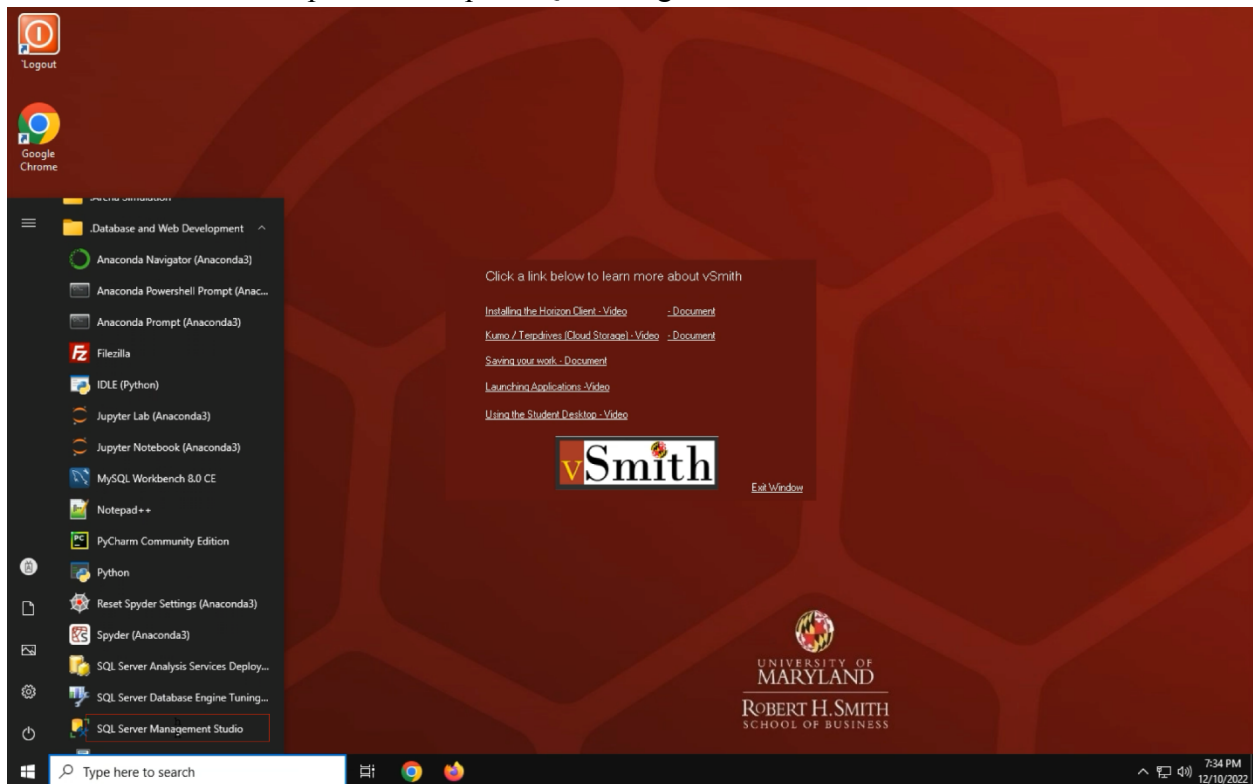 Logout
Google
Chrome
.Database and Web Development
Anaconda Navigator (Anaconda3)
Anaconda Powershell Prompt (Anac...
Anaconda Prompt (Anaconda3)
Filezilla
IDLE (Python)
Jupyter Lab (Anaconda3)
Jupyter Notebook (Anaconda3)
MySQL Workbench 8.0 CE
Notepad++
PyCharm Community Edition
Python
Reset Spyder Settings (Anaconda3)
Spyder (Anaconda3)
SQL Server Analysis Services Deploy...
SQL Server Database Engine Tuning...
SQL Server Management Studio
Type here to search
Click a link below to learn more about vSmith
Installing the Horizon Client - Video - Document
Kumo / Terpdrives (Cloud Storage) - Video - Document
Saving your work - Document
Launching Applications -Video
Using the Student Desktop - Video
vSmith
Exit Window
UNIVERSITY OF
MARYLAND
ROBERT H. SMITH
SCHOOL OF BUSINESS
7:34 PM
12/10/2022